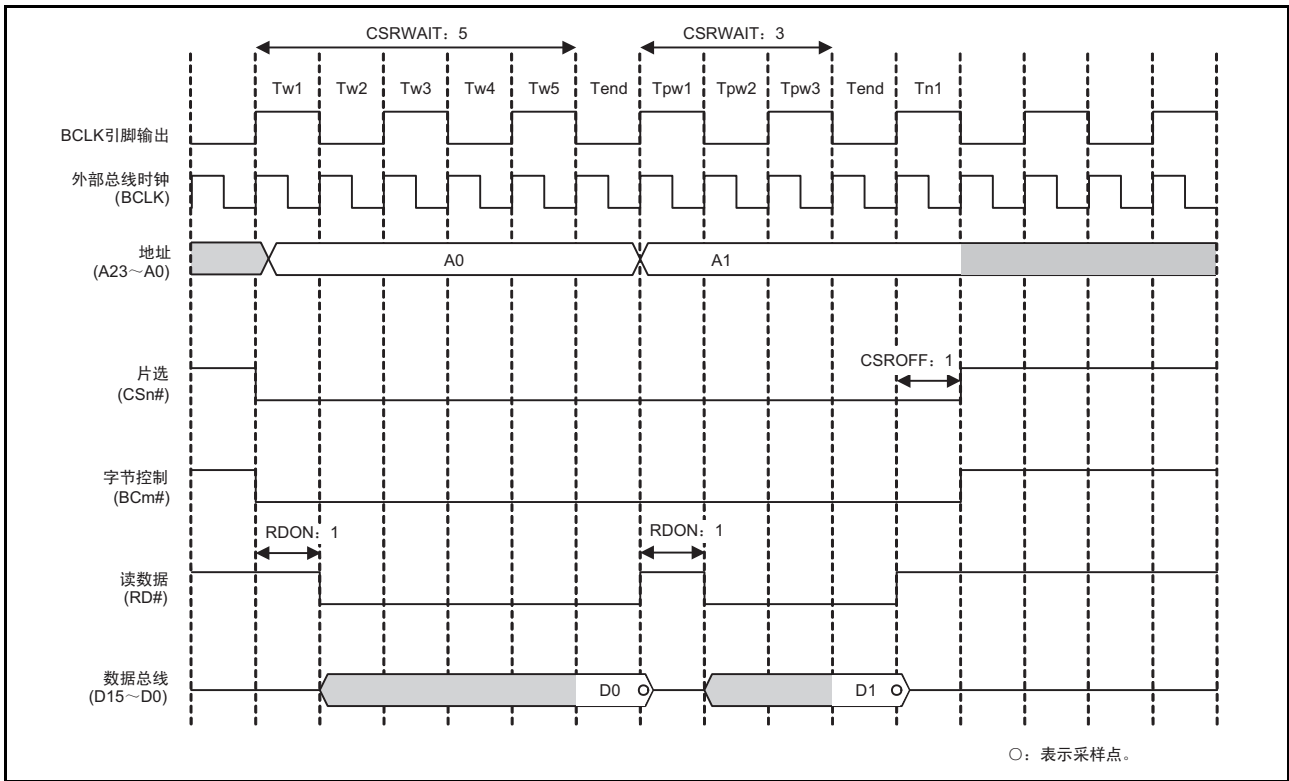 CSRWAIT：5
CSRWAIT：3
Tw1 Tw2 Tw3 Tw4 Tw5 Tend Tpw1 Tpw2 Tpw3 Tend Tn1
BCLK引脚输出
外部总线时钟
(BCLK)
地址
(A23～A0)
A0
A1
CSROFF：1
片选
(CSn#)
字节控制
(BCm#)
RDON：1
RDON：1
读数据
(RD#)
数据总线
(D15～D0)
D0
D1
○：表示采样点。